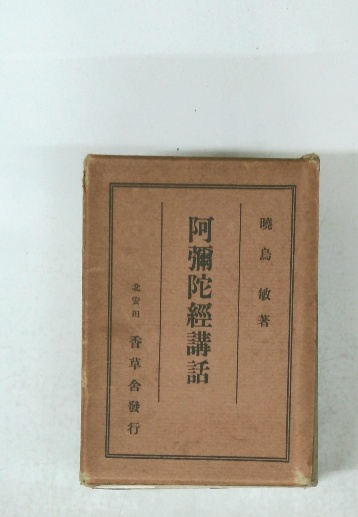 曉烏敏著
阿彌陀經講話
北安田 香草舍發行